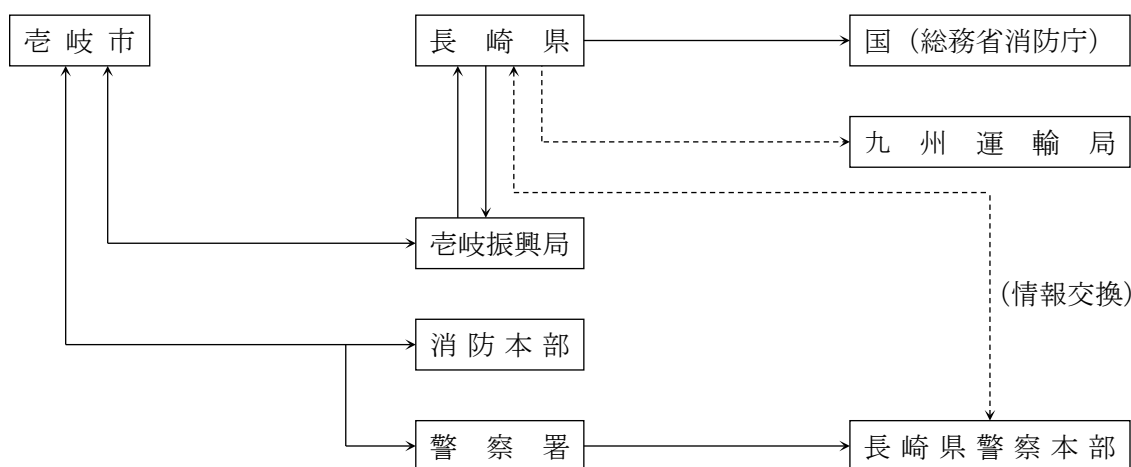 壱岐市
長崎県
国（総務省消防庁）
九州運輸局
壱岐振興局
（情報交換）
消防本部
警察署
長崎県警察本部